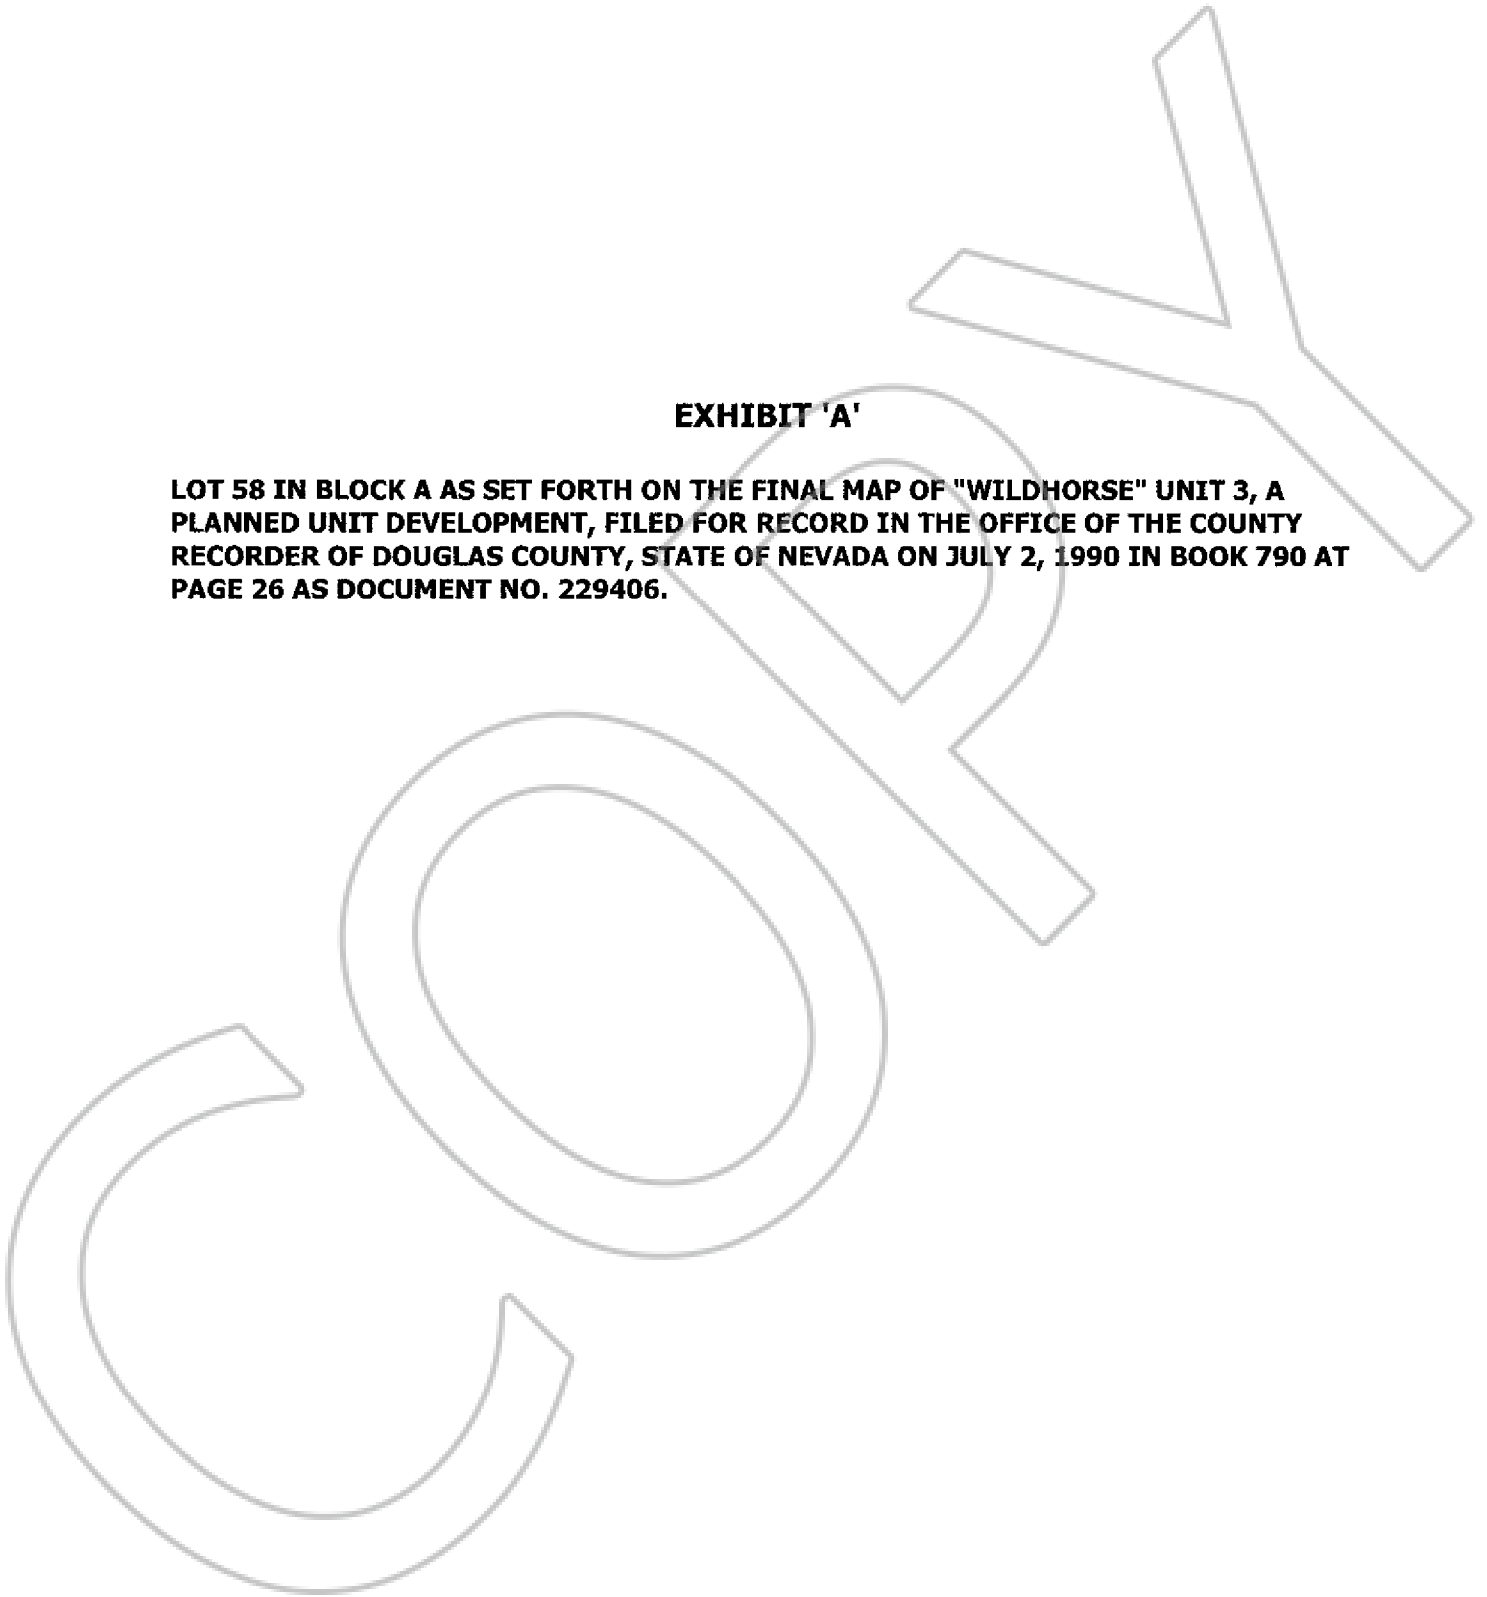 EXHIBIT 'A'
LOT 58 IN BLOCK A AS SET FORTH ON THE FINAL MAP OF "WILDHORSE" UNIT 3, A
PLANNED UNIT DEVELOPMENT, FILED FOR RECORD IN THE OFFICE OF THE COUNTY
RECORDER OF DOUGLAS COUNTY, STATE OF NEVADA ON JULY 2, 1990 IN BOOK 790 AT
PAGE 26 AS DOCUMENT NO. 229406.
COPY